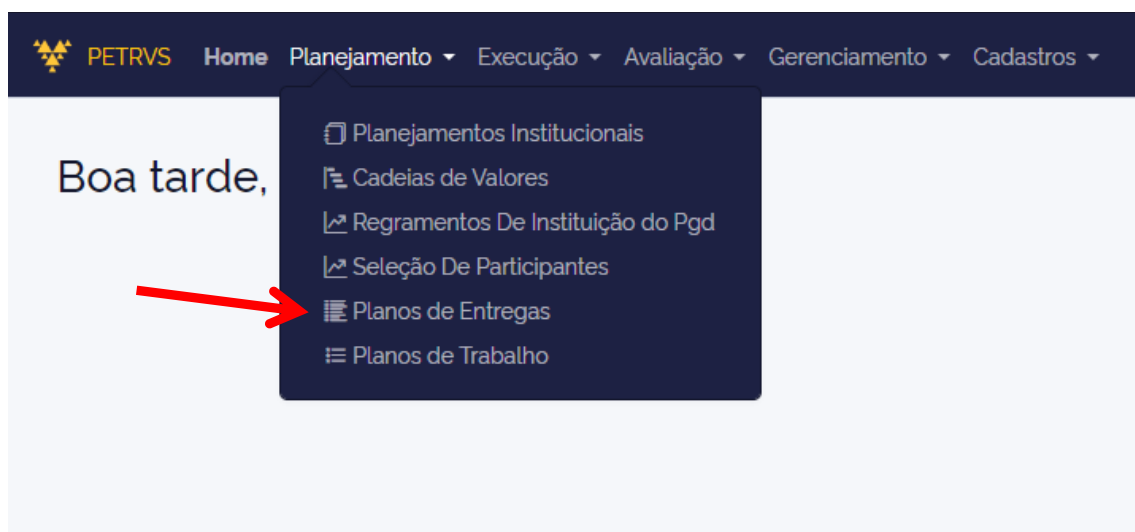 PETRVS Home Planejamento Execução Avaliação Gerenciamento Cadastros
Planejamentos Institucionais
Boa tarde,
Cadeias de Valores
Regramentos De Instituição do Pgd
Seleção De Participantes
Planos de Entregas
Planos de Trabalho